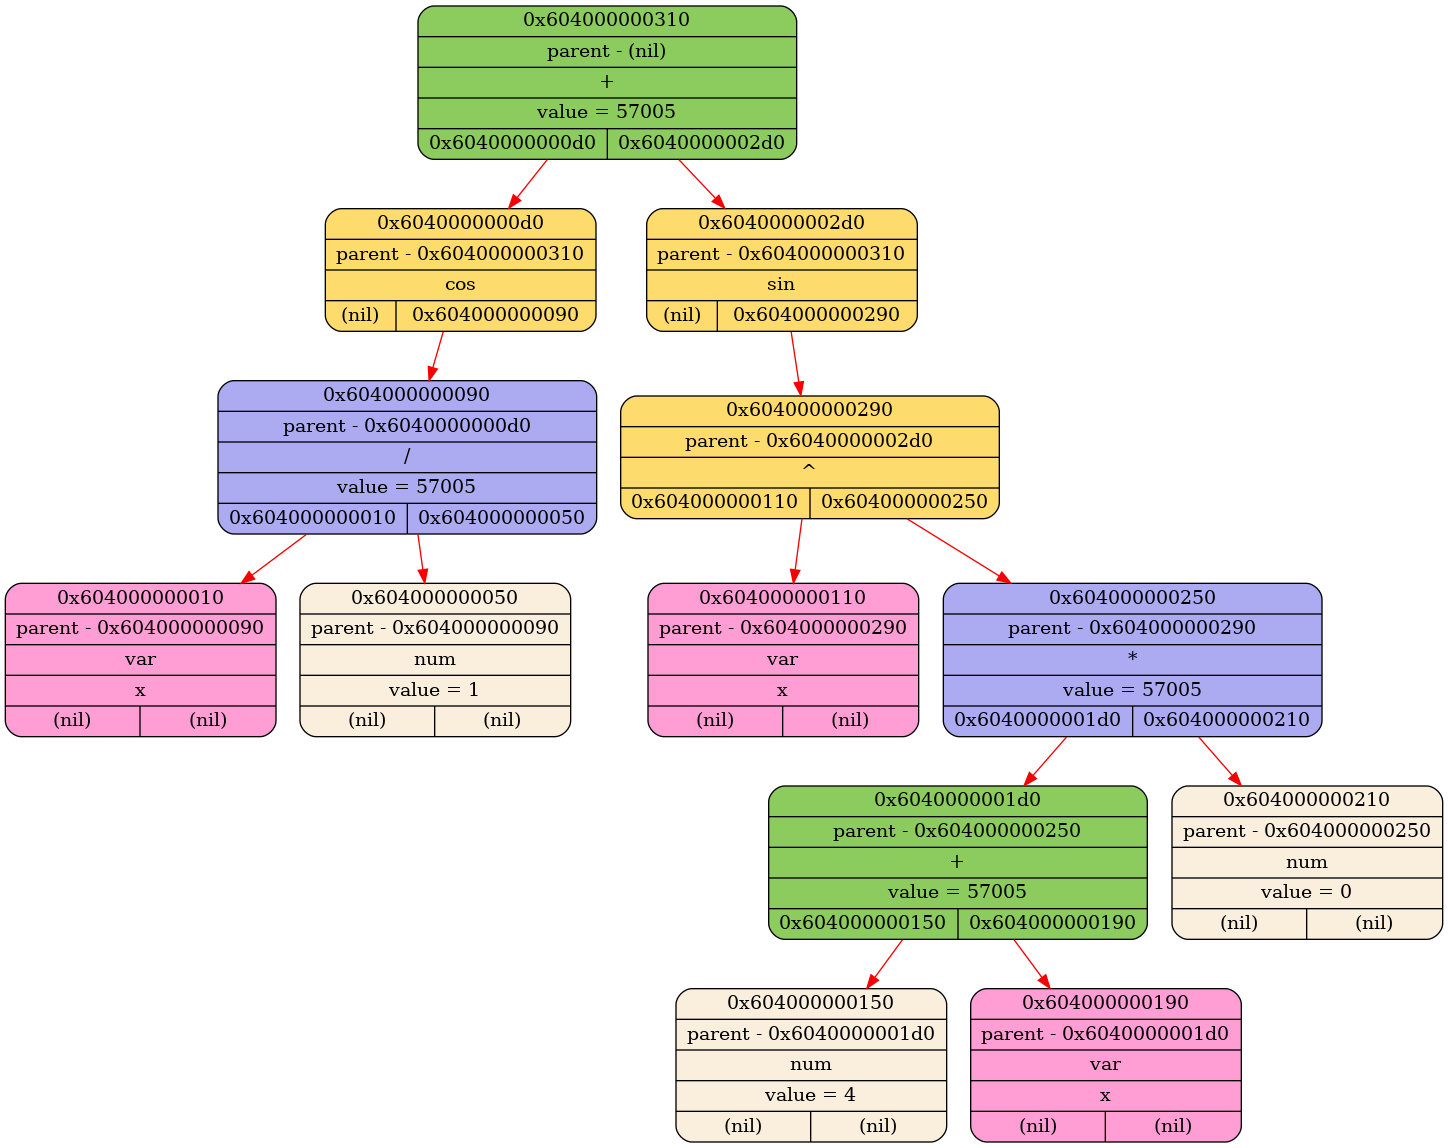 0x604000000310
parent - (nil)
+
value = 57005
0x6040000000d0 0x6040000002d0
0x6040000000d0
parent - 0x604000000310
cos
(nil) 0x604000000090
0x6040000002d0
parent - 0x604000000310
sin
(nil) 0x604000000290
0x604000000090
parent - 0x6040000000d0
/
value = 57005
0x604000000010 0x604000000050
0x604000000290
parent - 0x6040000002d0
^
0x604000000110 0x604000000250
0x604000000010
parent - 0x604000000090
var
x
(nil) (nil)
0x604000000050
parent - 0x604000000090
num
value = 1
(nil) (nil)
0x604000000110
parent - 0x604000000290
var
x
(nil) (nil)
0x604000000250
parent - 0x604000000290
*
value = 57005
0x6040000001d0 0x604000000210
0x6040000001d0
parent - 0x604000000250
+
value = 57005
0x604000000150 0x604000000190
0x604000000210
parent - 0x604000000250
num
value = 0
(nil) (nil)
0x604000000150
parent - 0x6040000001d0
num
value = 4
(nil) (nil)
0x604000000190
parent - 0x6040000001d0
var
x
(nil) (nil)